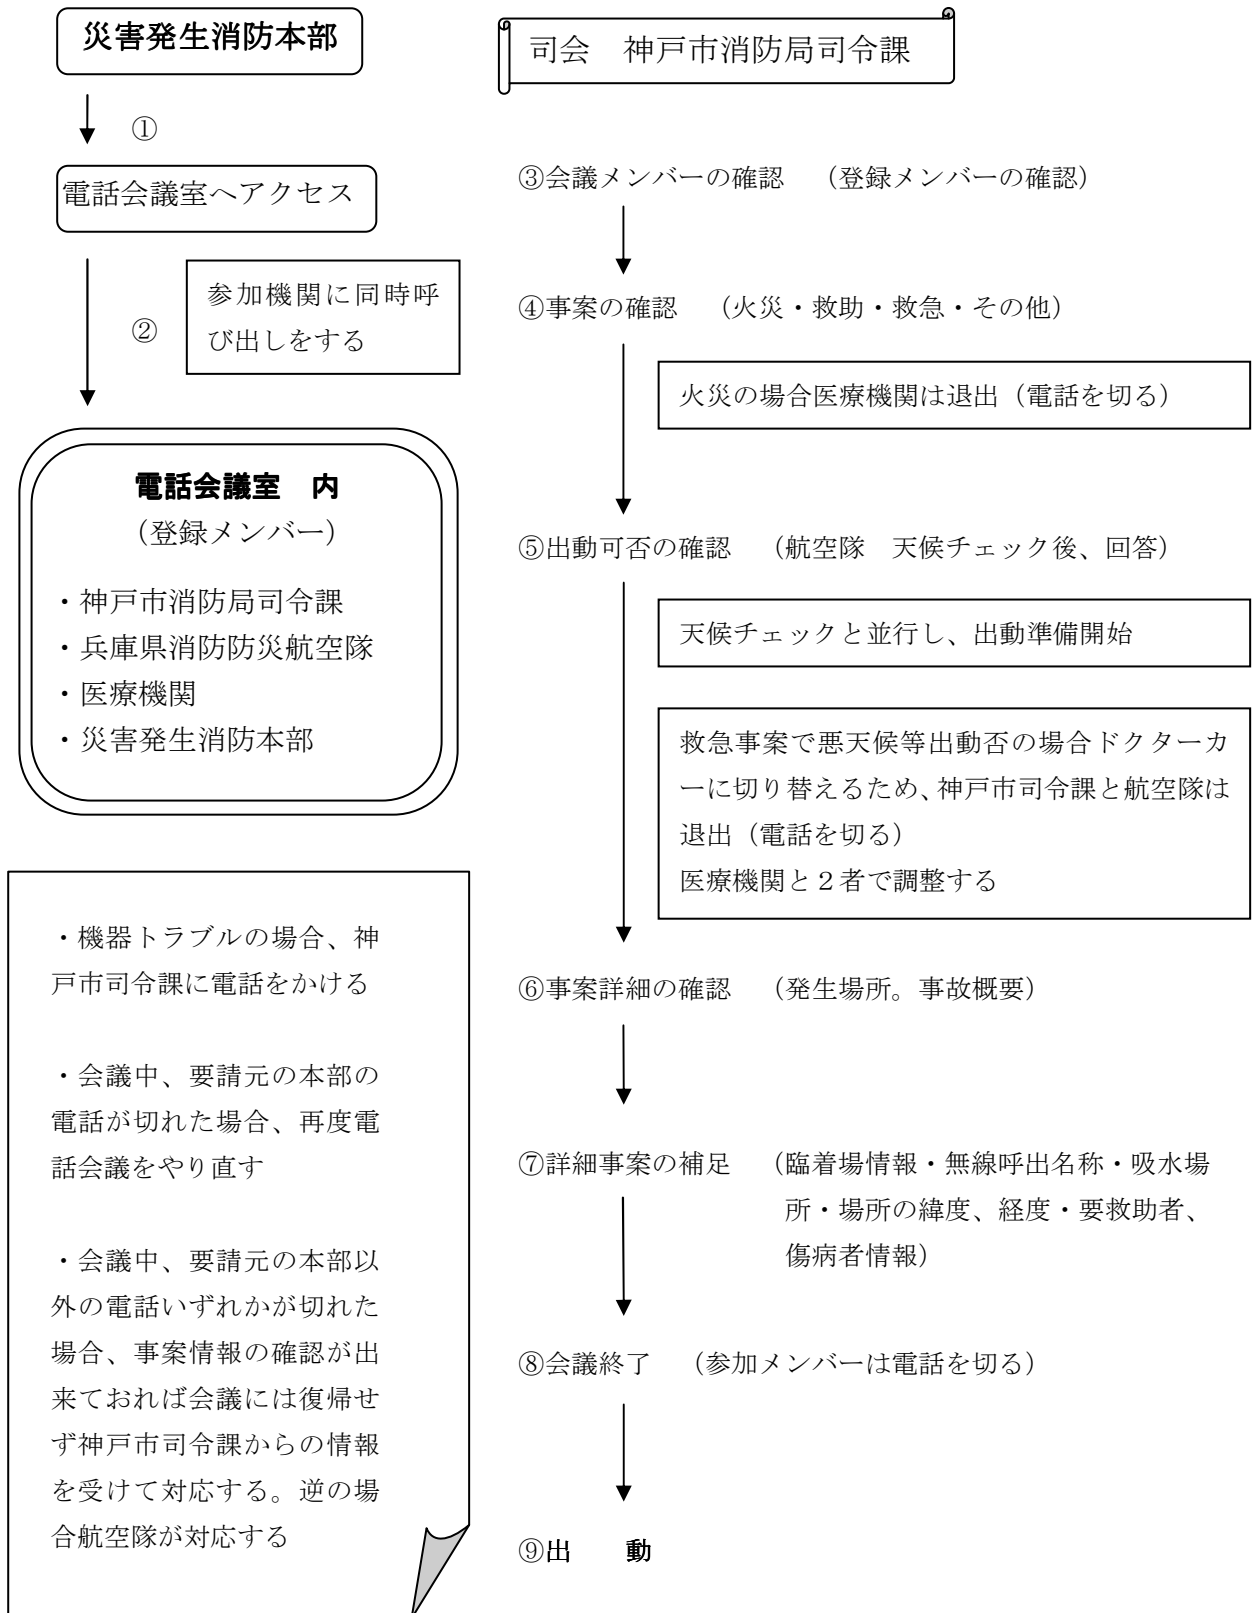 災害発生消防本部
①
電話会議室へアクセス
②
参加機関に同時呼
び出しをする
電話会議室　内
（登録メンバー）
・神戸市消防局司令課
・兵庫県消防防災航空隊
・医療機関
・災害発生消防本部
・機器トラブルの場合、神
戸市司令課に電話をかける
・会議中、要請元の本部の
電話が切れた場合、再度電
話会議をやり直す
・会議中、要請元の本部以
外の電話いずれかが切れた
場合、事案情報の確認が出
来ておれば会議には復帰せ
ず神戸市司令課からの情報
を受けて対応する。逆の場
合航空隊が対応する
司会　神戸市消防局司令課
③会議メンバーの確認　（登録メンバーの確認）
④事案の確認　（火災・救助・救急・その他）
火災の場合医療機関は退出（電話を切る）
⑤出動可否の確認　（航空隊　天候チェック後、回答）
天候チェックと並行し、出動準備開始
救急事案で悪天候等出動否の場合ドクターカ
ーに切り替えるため、神戸市司令課と航空隊は
退出（電話を切る）
医療機関と２者で調整する
⑥事案詳細の確認　（発生場所。事故概要）
⑦詳細事案の補足　（臨着場情報・無線呼出名称・吸水場
所・場所の緯度、経度・要救助者、
傷病者情報）
⑧会議終了　（参加メンバーは電話を切る）
⑨出　　動